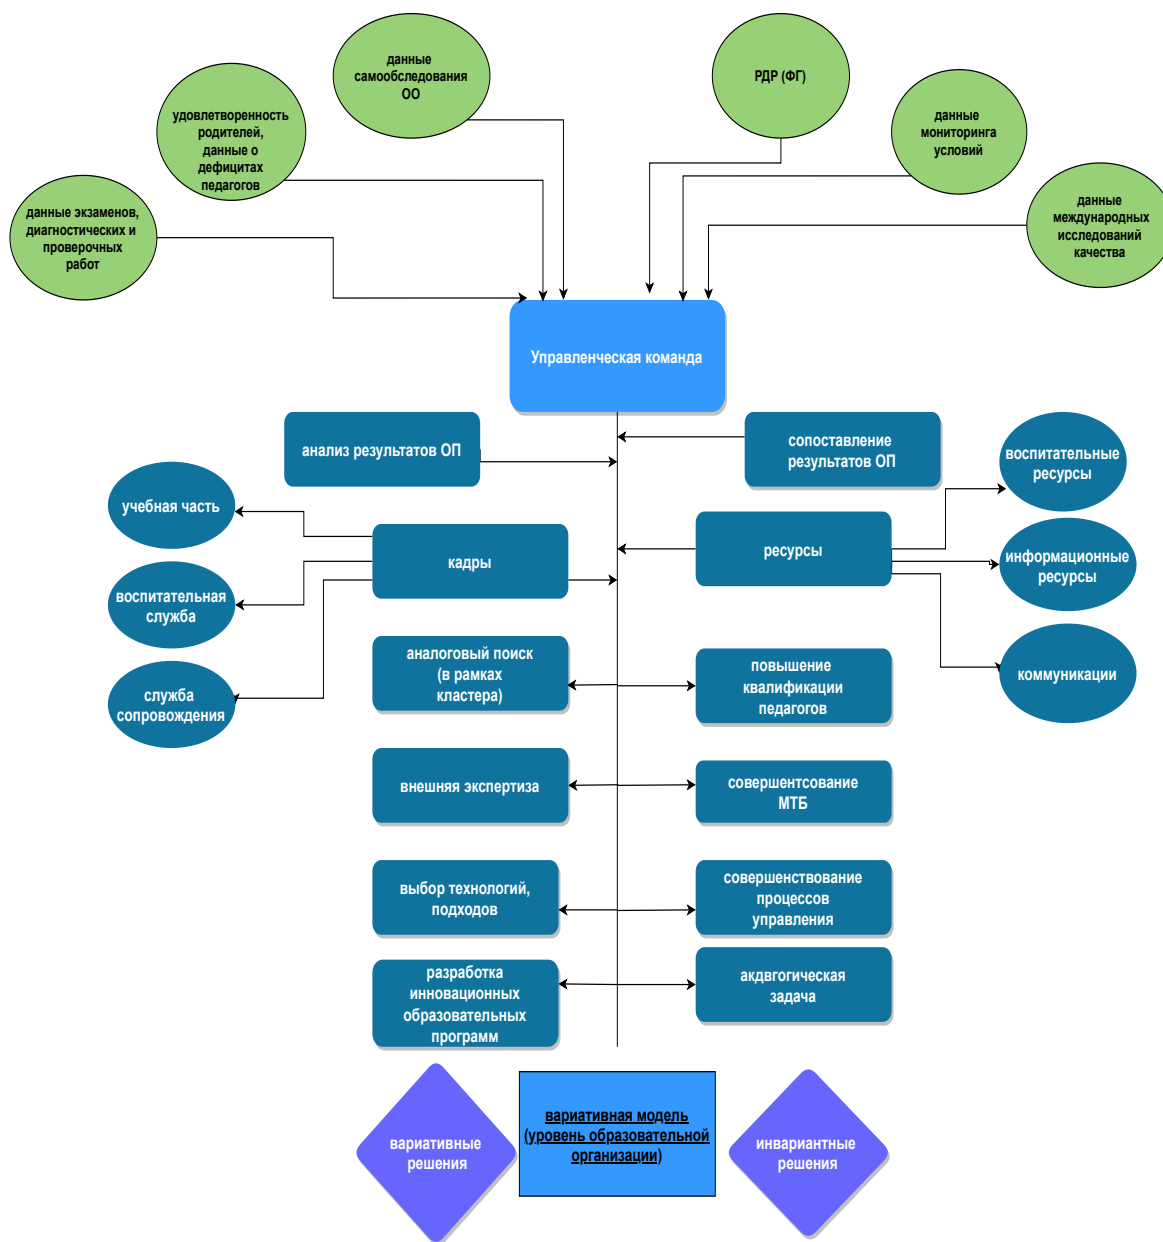 данные
самообследования
ОО
РДР (ФГ)
удовлетворенность
родителей,
данные о
дефицитах
педагогов
данные
мониторинга
условий
данные экзаменов,
диагностических и
проверочных
работ
данные
международных
исследований
качества
Управленческая команда
анализ результатов ОП
сопоставление
результатов ОП
воспитательные
ресурсы
учебная часть
кадры
ресурсы
информационные
ресурсы
воспитательная
служба
аналоговый поиск
(в рамках
кластера)
повышение
квалификации
педагогов
коммуникации
служба
сопровождения
внешняя экспертиза
совершентсование
МТБ
выбор технологий,
подходов
совершенствование
процессов
управления
разработка
инновационных
образовательных
программ
акдвгогическая
задача
вариативные
решения
вариативная модель
(уровень образовательной
организации)
инвариантные
решения